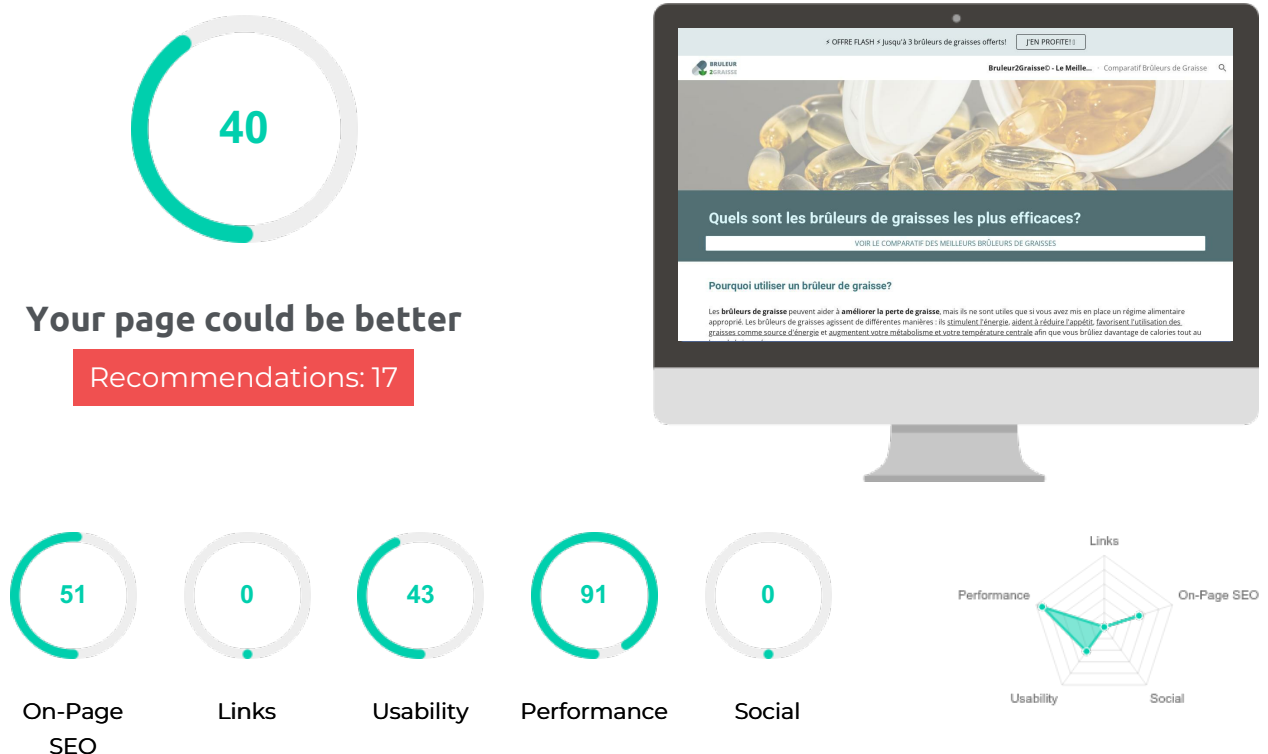 40
Your page could be better
Recommendations: 17
⚡ OFFRE FLASH ⚡ Jusqu'à 3 brûleurs de graisses offerts!
J'EN PROFITE!
BRULEUR
2GRAISSE
Bruleur2Graisse© - Le Meille...
Comparatif Brûleurs de Graisse
Quels sont les brûleurs de graisses les plus efficaces?
VOIR LE COMPARATIF DES MEILLEURS BRÛLEURS DE GRAISSES
Pourquoi utiliser un brûleur de graisse?
Les brûleurs de graisse peuvent aider à améliorer la perte de graisse, mais ils ne sont utiles que si vous avez mis en place un régime alimentaire
approprié. Les brûleurs de graisses agissent de différentes manières : ils stimulent l'énergie, aident à réduire l'appétit, favorisent l'utilisation des
graisses comme source d'énergie et augmentent votre métabolisme et votre température centrale afin que vous brûliez davantage de calories tout au
51
0
43
91
0
On-Page
SEO
Links
Usability
Performance
Social
Links
Performance
On-Page SEO
Usability
Social